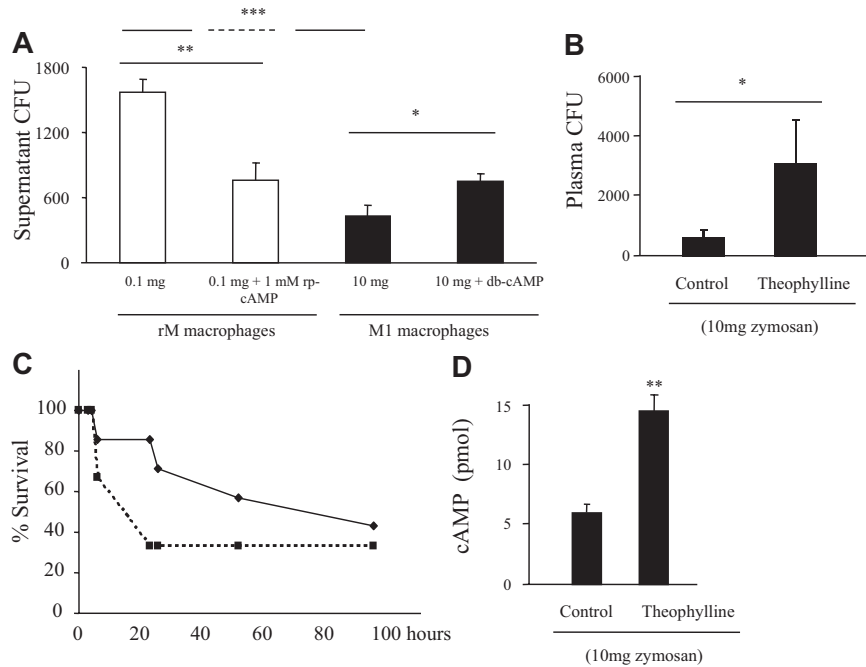 A
***
**
*
Supernatant CFU
1800
1200
600
0
0.1 mg
0.1 mg + 1 mM rp-
cAMP
10 mg
10 mg + db-cAMP
rM macrophages
M1 macrophages
B
*
Plasma CFU
6000
4000
2000
0
Control
Theophylline
(10mg zymosan)
C
% Survival
100
80
60
40
20
0
0
20
40
60
80
100 hours
D
**
cAMP (pmol)
15
10
5
0
Control
Theophylline
(10mg zymosan)